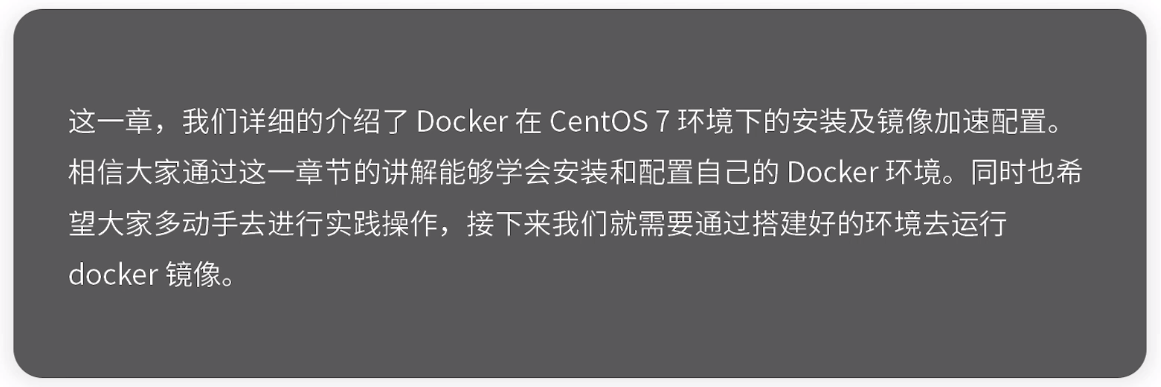 这一章，我们详细的介绍了 Docker 在 CentOS 7 环境下的安装及镜像加速配置。
相信大家通过这一章节的讲解能够学会安装和配置自己的 Docker 环境。同时也希
望大家多动手去进行实践操作，接下来我们就需要通过搭建好的环境去运行
docker 镜像。